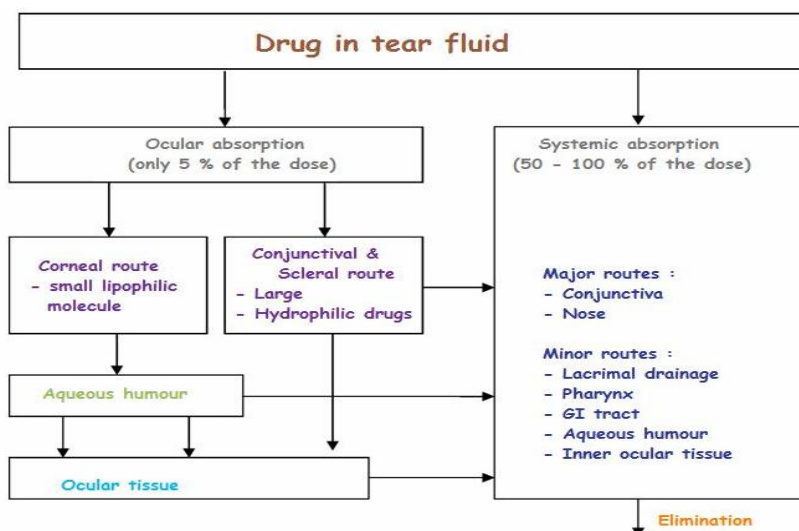 Drug in tear fluid
Ocular absorption
(only 5 % of the dose)
Systemic absorption
(50 - 100 % of the dose)
Corneal route
- small lipophilic
molecule
Conjunctival &
Scleral route
- Large
- Hydrophilic drugs
Major routes :
- Conjunctiva
- Nose
Minor routes :
- Lacrimal drainage
- Pharynx
- GI tract
- Aqueous humour
- Inner ocular tissue
Aqueous humour
Ocular tissue
Elimination